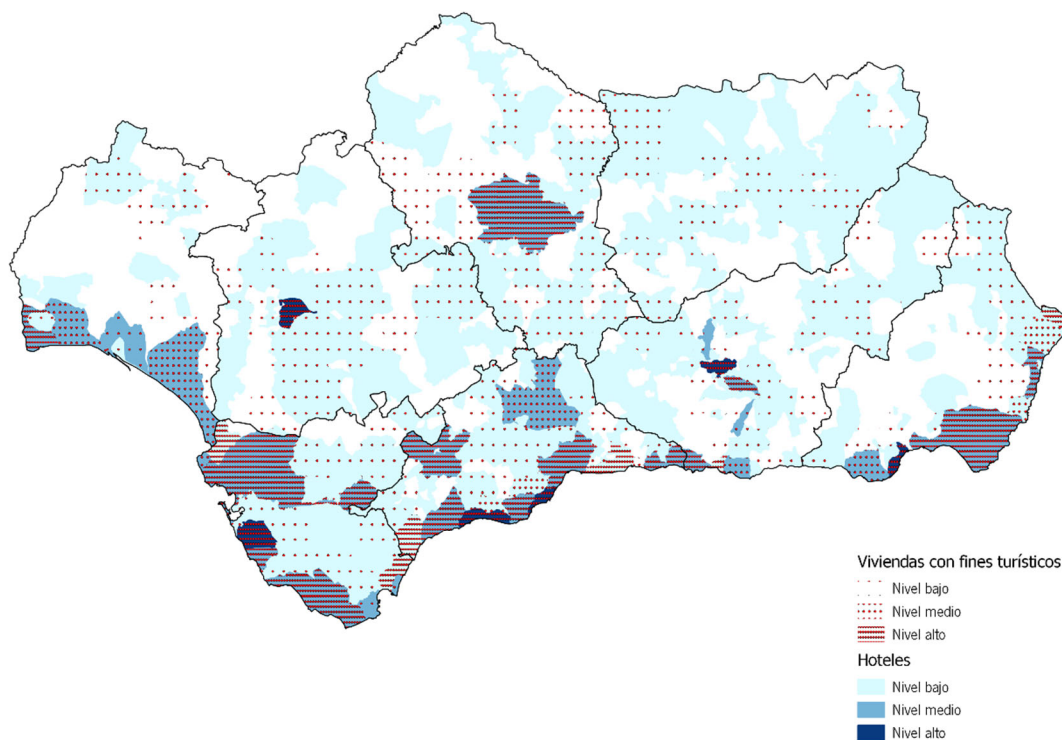 Viviendas con fines turísticos
Nivel bajo
Nivel medio
Nivel alto
Hoteles
Nivel bajo
Nivel medio
Nivel alto